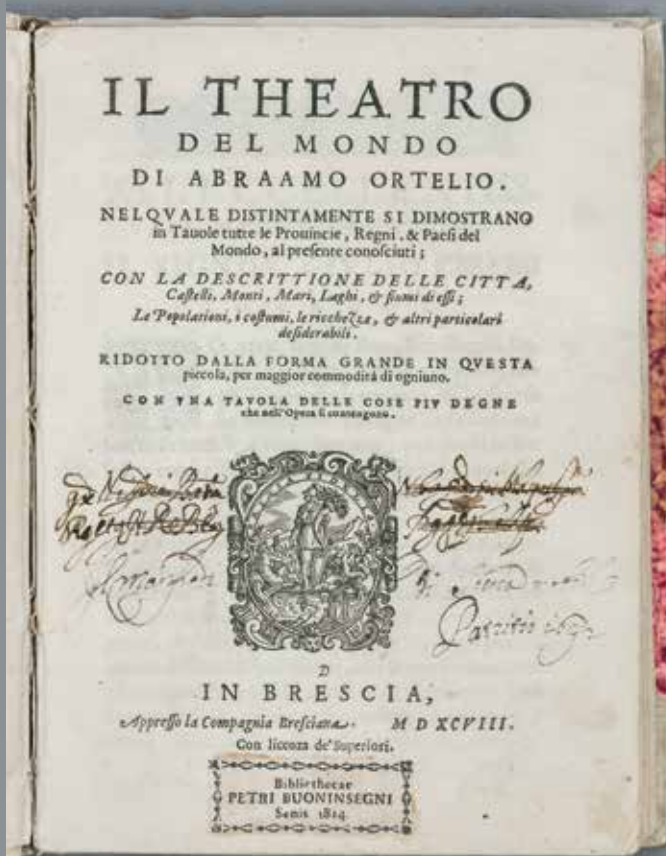 IL THEATRO
DEL MONDO
DI ABRAAMO ORTELIO.
NELQVALE DISTINTAMENTE SI DIMOSTRANO
in Tauole tutte le Prouincie, Regni, & Paesi del
Mondo, al presente conosciuti;
CON LA DESCRITTIONE DELLE CITTA,
Castelli, Monti, Mari, Laghi, & fiumi di essi;
Le Popolationi, i costumi, le ricchezze, & altri particolari
desiderabili.
RIDOTTO DALLA FORMA GRANDE IN QVESTA
piccola, per maggior commodità di ogniuno.
CON VNA TAVOLA DELLE COSE PIV DEGNE
che nell'Opera si contengono.
IN BRESCIA,
Appresso la Compagnia Bresciana. M D XCVIII.
Con licenza de' Superiori.
Bibliothecae
PETRI BUONINSEGNI
Senis 1814